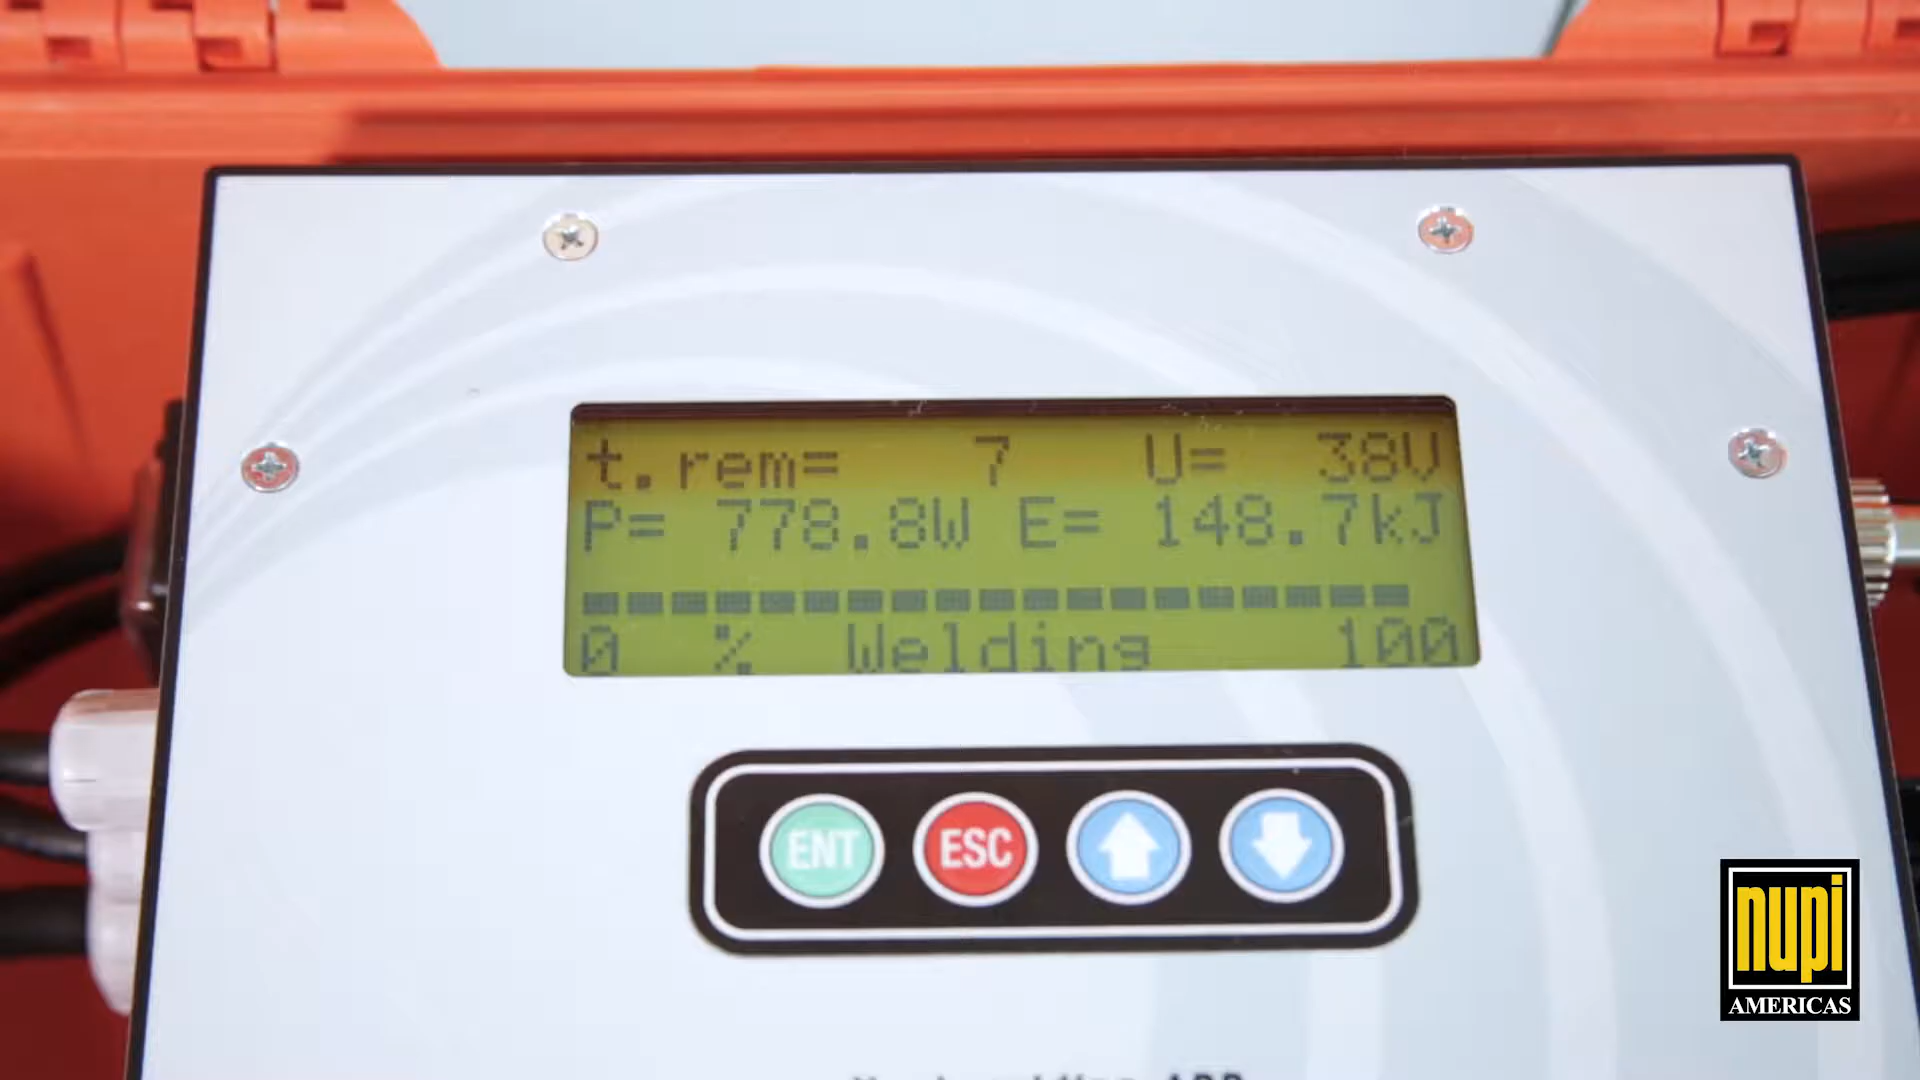 t.rem= 7 U= 38V
P= 778.8W E= 148.7kJ
0 % Welding 100
ENT ESC
nupi
AMERICAS